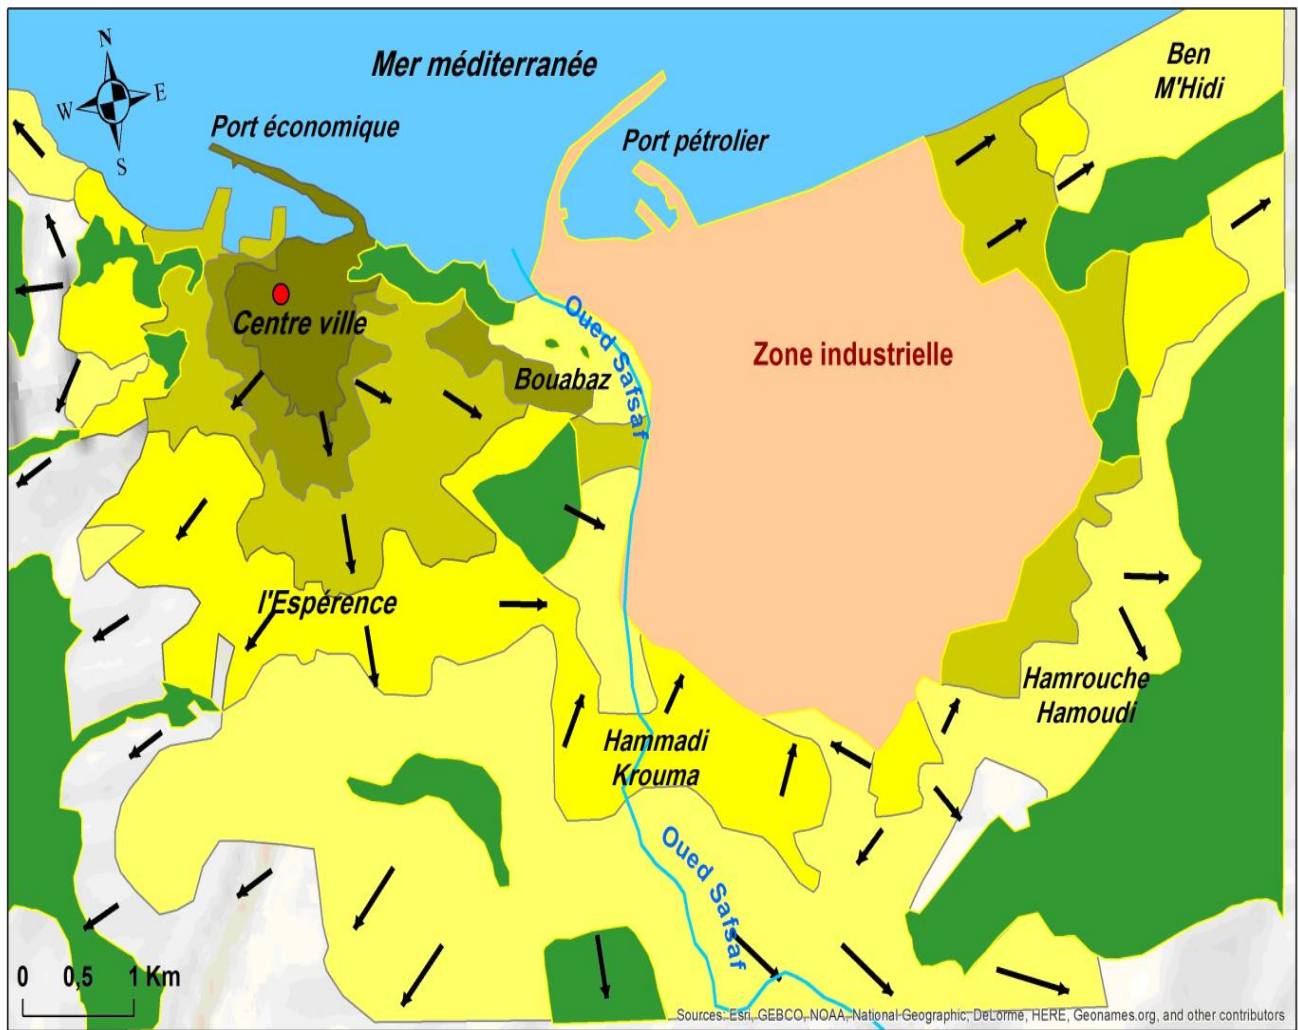 N
W E
S
Mer méditerranée
Ben
M'Hidi
Port économique
Port pétrolier
Centre ville
Oued Safsaf
Zone industrielle
Bouabaz
l'Espérence
Hamrouche
Hamoudi
Hammadi
Krouma
Oued Safsaf
0 0,5 1 Km
Sources: Esri, GEBCO, NOAA, National Geographic, DeLorme, HERE, Geonames.org, and other contributors